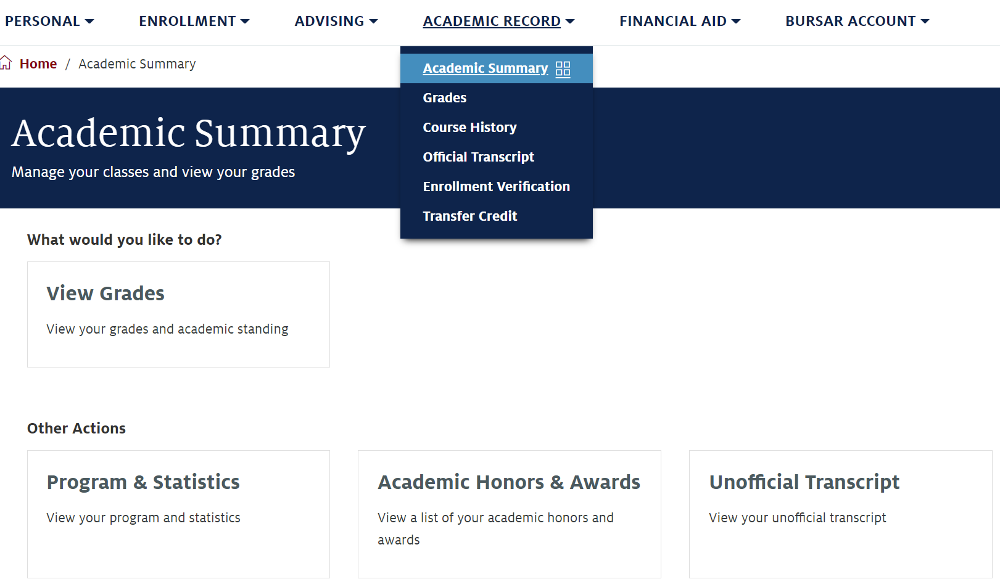 PERSONAL ENROLLMENT ADVISING ACADEMIC RECORD FINANCIAL AID BURSAR ACCOUNT
Home / Academic Summary
Academic Summary
Grades
Course History
Official Transcript
Enrollment Verification
Transfer Credit
Academic Summary
Manage your classes and view your grades
What would you like to do?
View Grades
View your grades and academic standing
Other Actions
Program & Statistics
View your program and statistics
Academic Honors & Awards
View a list of your academic honors and
awards
Unofficial Transcript
View your unofficial transcript